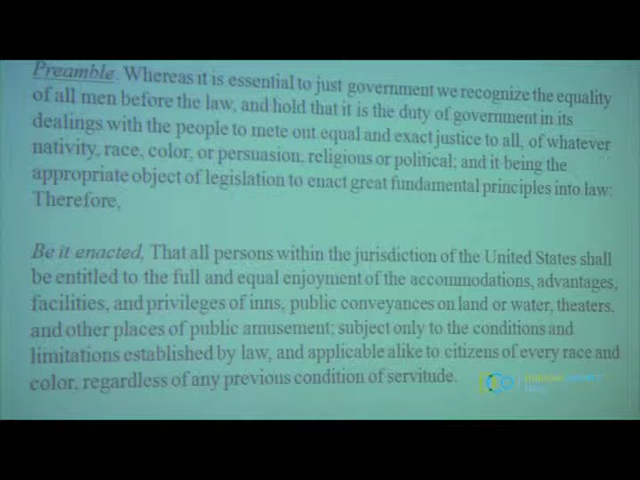 Preamble. Whereas it is essential to just government we recognize the equality
of all men before the law, and hold that it is the duty of government in its
dealings with the people to mete out equal and exact justice to all, of whatever
nativity, race, color, or persuasion, religious or political; and it being the
appropriate object of legislation to enact great fundamental principles into law:
Therefore,
Be it enacted, That all persons within the jurisdiction of the United States shall
be entitled to the full and equal enjoyment of the accommodations, advantages,
facilities, and privileges of inns, public conveyances on land or water, theaters,
and other places of public amusement; subject only to the conditions and
limitations established by law, and applicable alike to citizens of every race and
color, regardless of any previous condition of servitude.